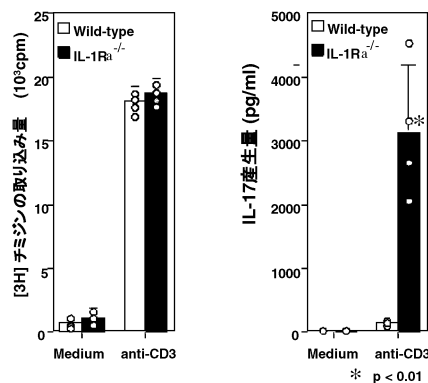 [3H] チミジンの取り込み量 (10³cpm)
25
20
15
10
5
0
Wild-type
IL-1Ra-/-
Medium
anti-CD3
IL-17産生量 (pg/ml)
5000
4000
3000
2000
1000
0
Wild-type
IL-1Ra-/-
*
Medium
anti-CD3
* p < 0.01